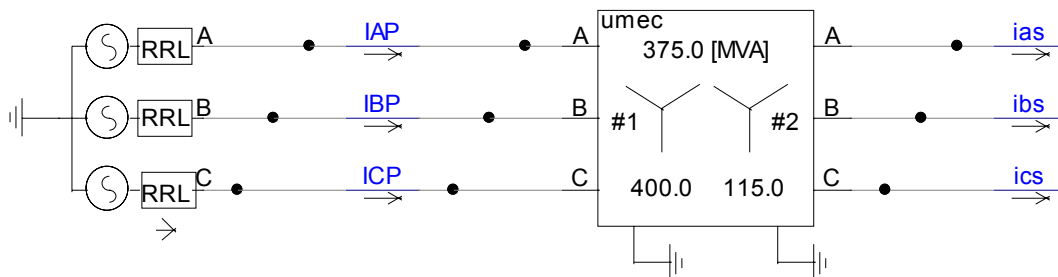 umec
RRL A IAP A 375.0 [MVA] A ias
RRL B IBP B #1 #2 B ibs
RRL C ICP C 400.0 115.0 C ics